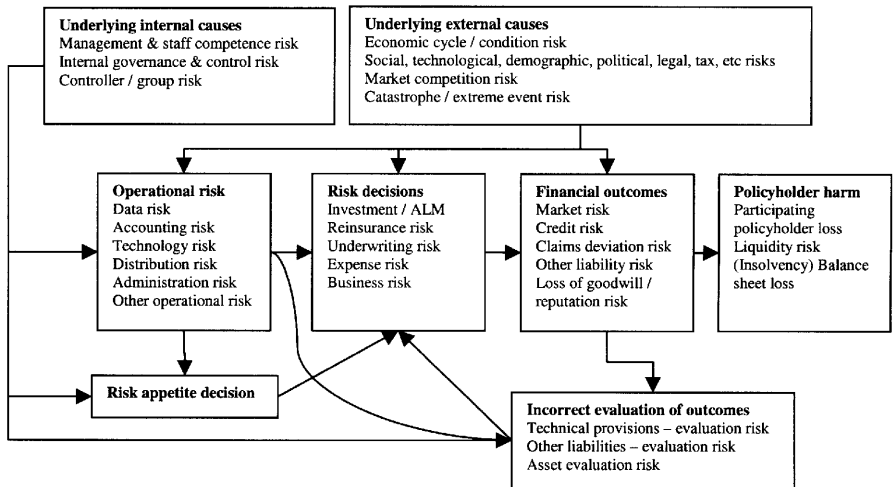 Underlying internal causes
Management & staff competence risk
Internal governance & control risk
Controller / group risk
Underlying external causes
Economic cycle / condition risk
Social, technological, demographic, political, legal, tax, etc risks
Market competition risk
Catastrophe / extreme event risk
Operational risk
Data risk
Accounting risk
Technology risk
Distribution risk
Administration risk
Other operational risk
Risk decisions
Investment / ALM
Reinsurance risk
Underwriting risk
Expense risk
Business risk
Financial outcomes
Market risk
Credit risk
Claims deviation risk
Other liability risk
Loss of goodwill /
reputation risk
Policyholder harm
Participating
policyholder loss
Liquidity risk
(Insolvency) Balance
sheet loss
Risk appetite decision
Incorrect evaluation of outcomes
Technical provisions – evaluation risk
Other liabilities – evaluation risk
Asset evaluation risk